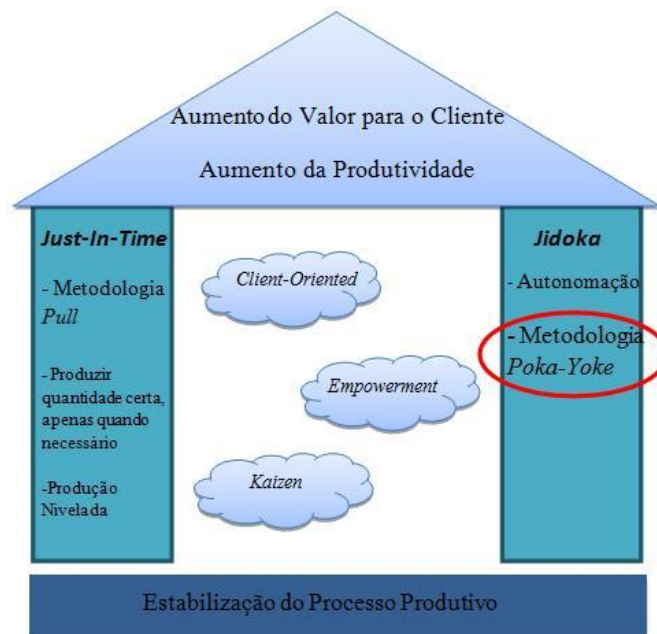 Aumento do Valor para o Cliente
Aumento da Produtividade
Just-In-Time
- Metodologia
Pull
- Produzir
quantidade certa,
apenas quando
necessário
-Produção
Nivelada
Client-Oriented
Empowerment
Kaizen
Jidoka
- Autonomação
- Metodologia
Poka-Yoke
Estabilização do Processo Produtivo